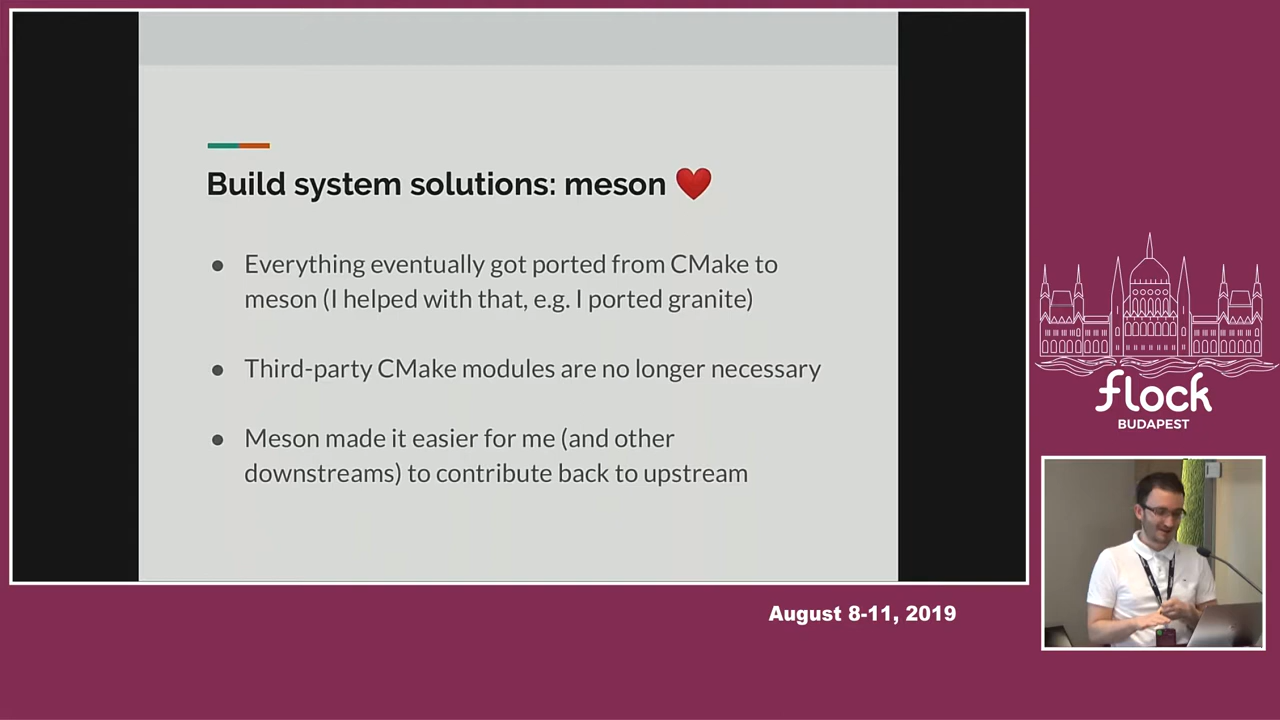 Build system solutions: meson ❤️
● Everything eventually got ported from CMake to
meson (I helped with that, e.g. I ported granite)
● Third-party CMake modules are no longer necessary
● Meson made it easier for me (and other
downstreams) to contribute back to upstream
flock
BUDAPEST
August 8-11, 2019